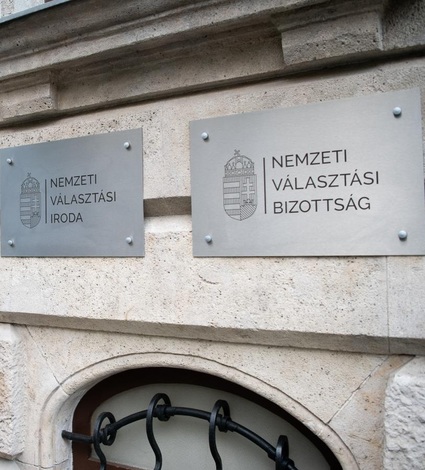 NEMZETI
VÁLASZTÁSI
IRODA
NEMZETI
VÁLASZTÁSI
BIZOTTSÁG